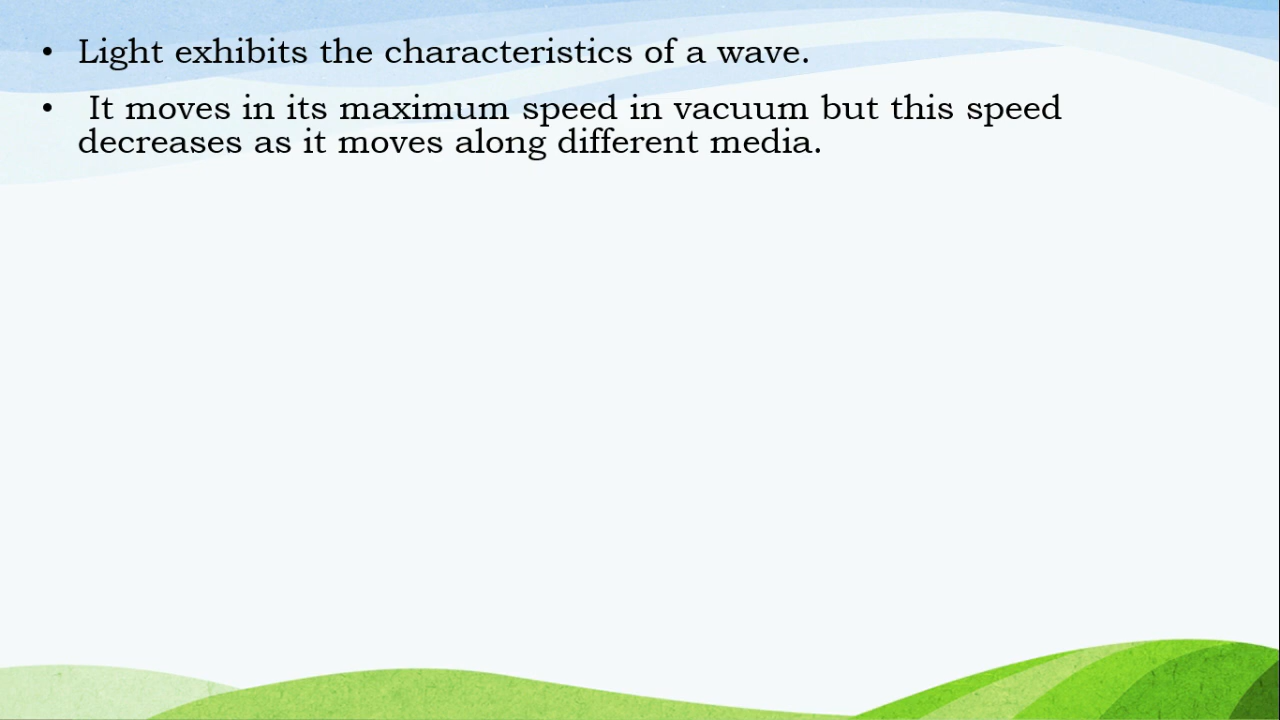 • Light exhibits the characteristics of a wave.
• It moves in its maximum speed in vacuum but this speed
decreases as it moves along different media.